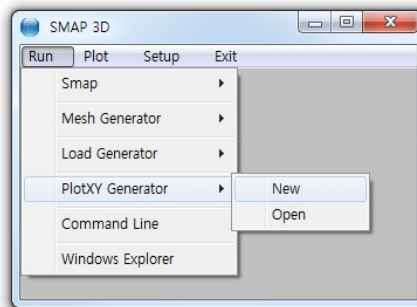 SMAP 3D
Run Plot Setup Exit
Smap
Mesh Generator
Load Generator
PlotXY Generator
New
Open
Command Line
Windows Explorer